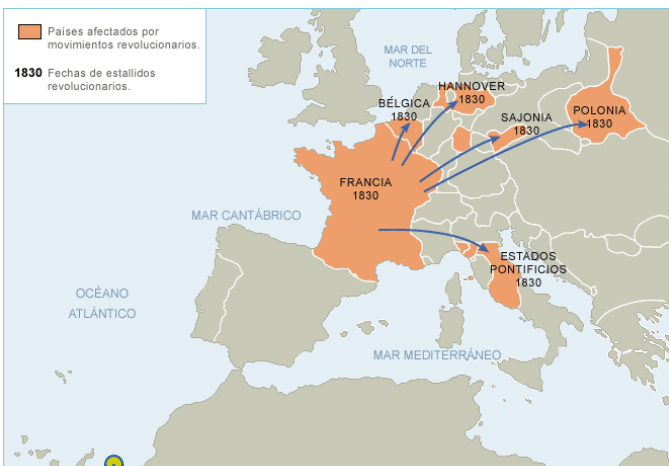 Países afectados por
movimientos revolucionarios.
1830 Fechas de estallidos
revolucionarios.
MAR DEL
NORTE
HANNOVER
1830
BÉLGICA
1830
SAJONIA
1830
POLONIA
1830
FRANCIA
1830
MAR CANTÁBRICO
ESTADOS
PONTIFICIOS
1830
OCÉANO
ATLÁNTICO
MAR MEDITERRÁNEO